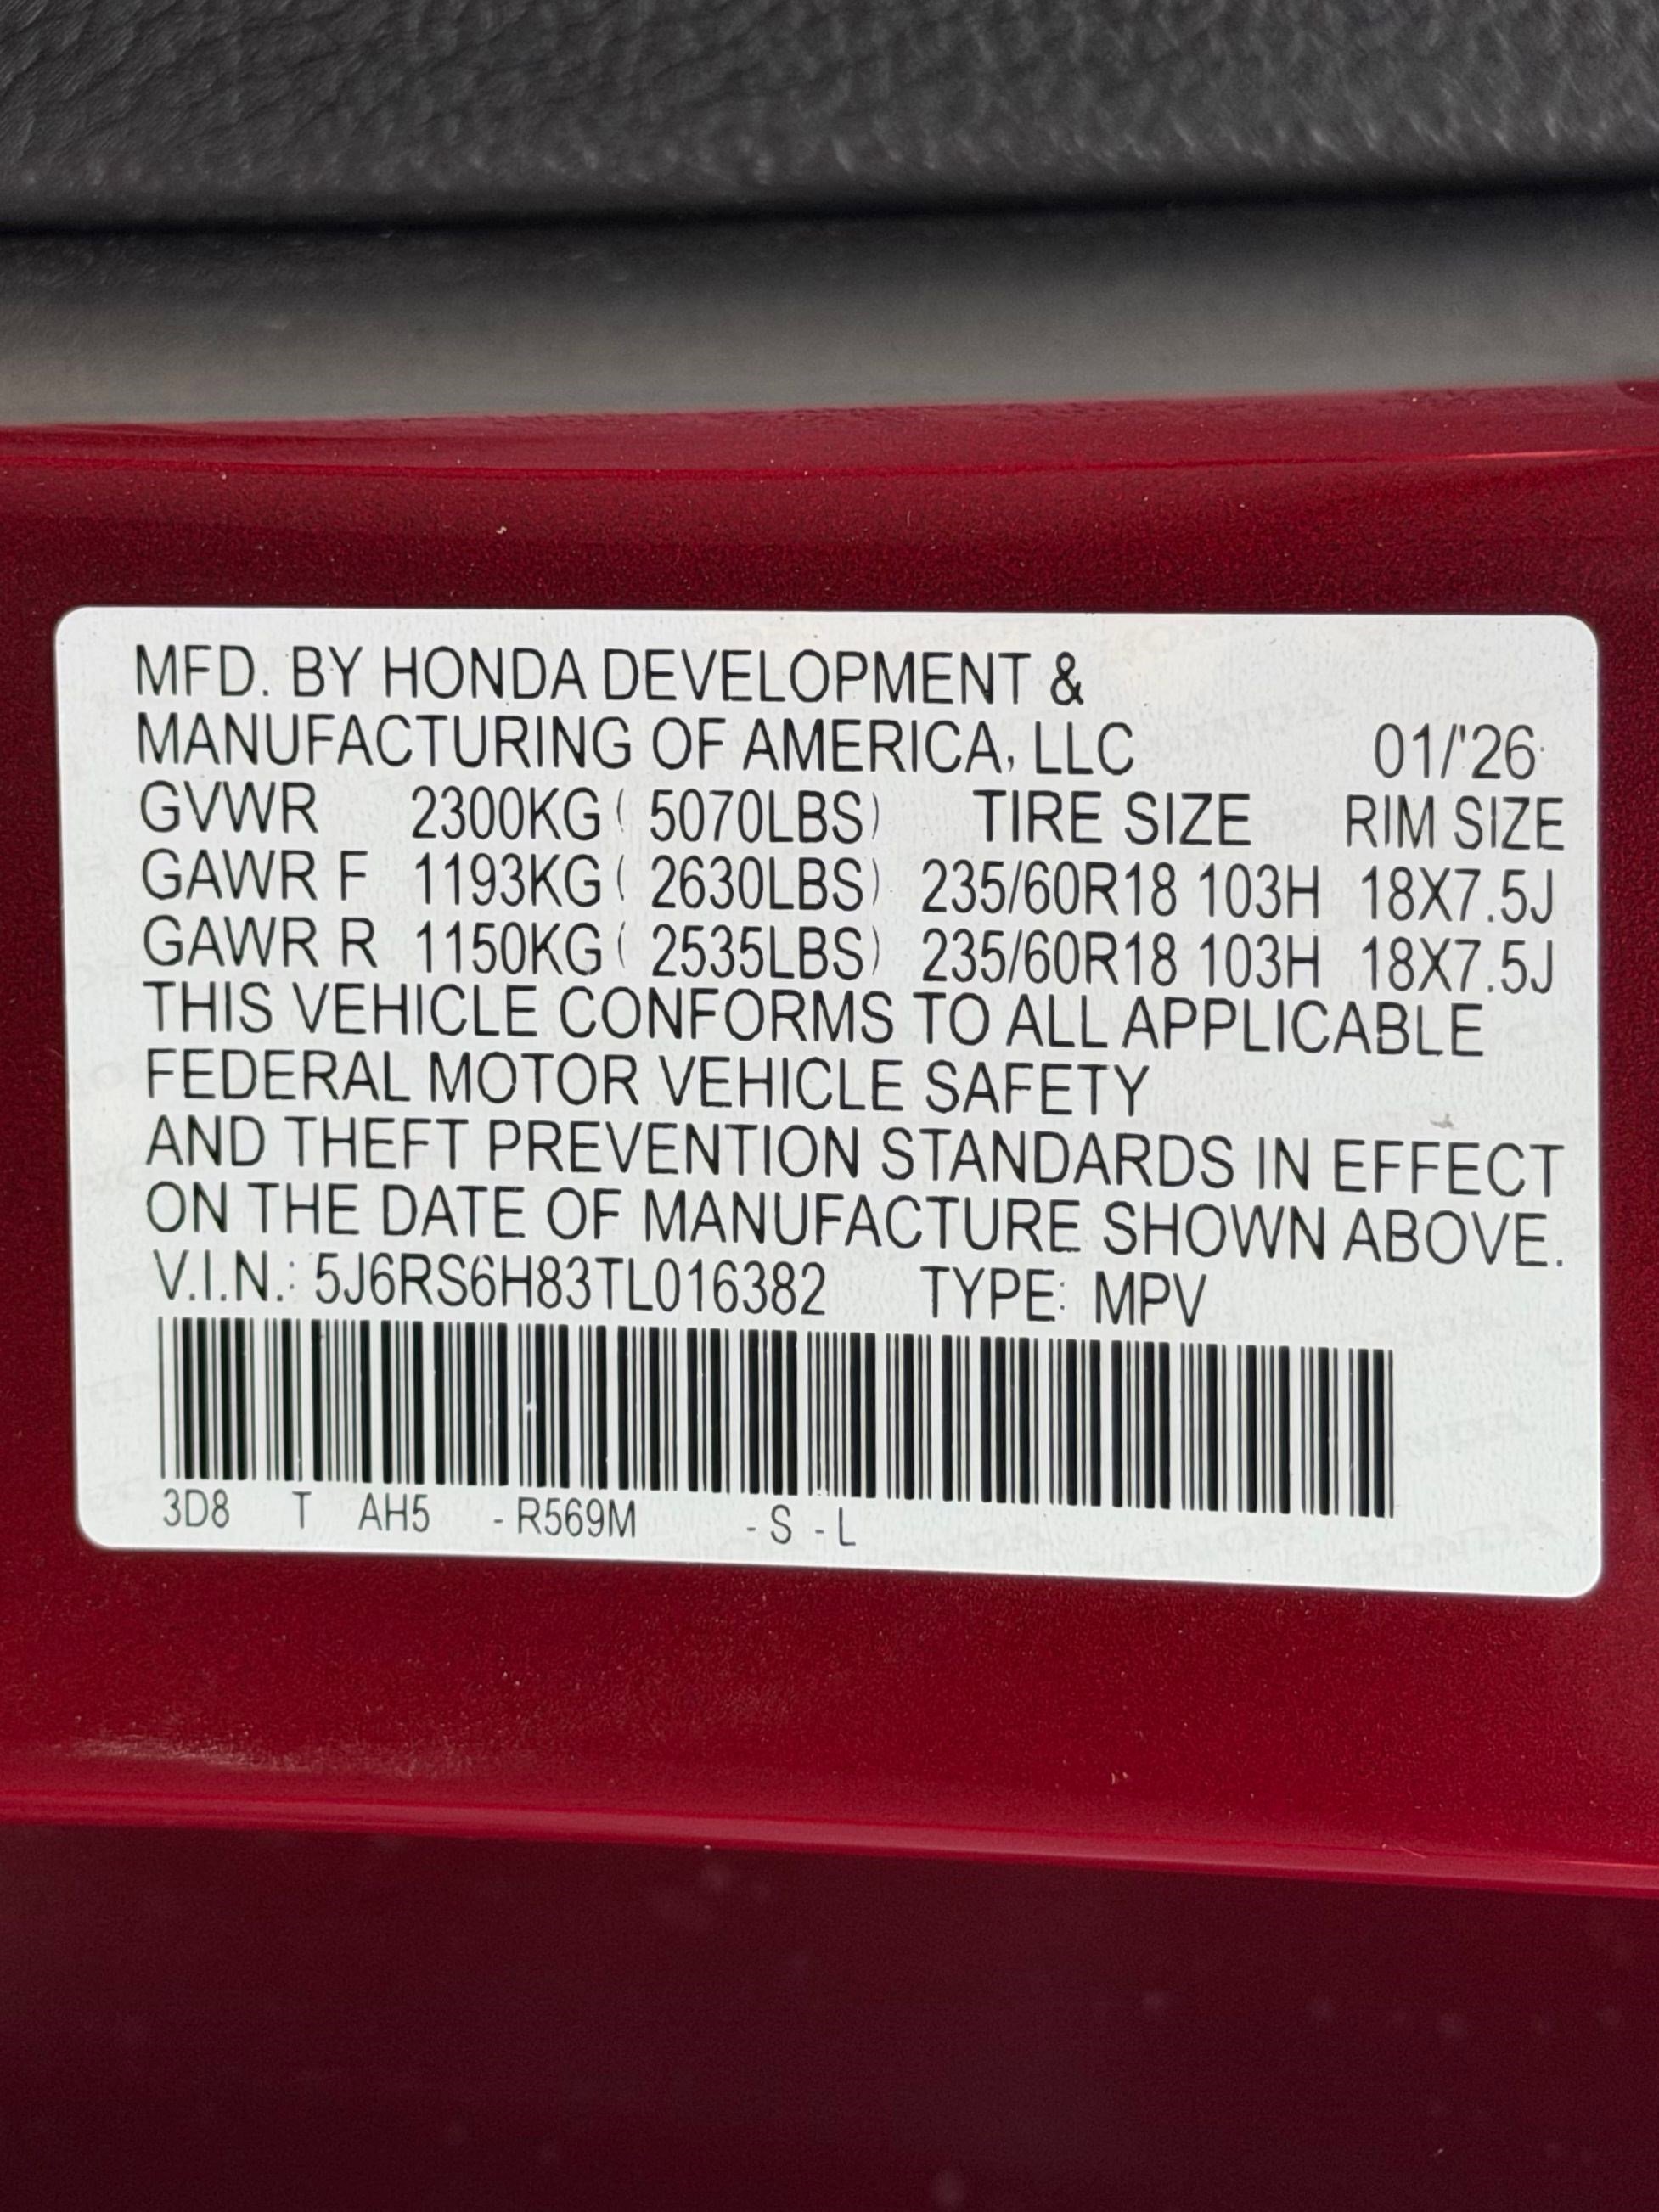 MFD. BY HONDA DEVELOPMENT &
MANUFACTURING OF AMERICA, LLC 01/'26
GVWR 2300KG ( 5070LBS) TIRE SIZE RIM SIZE
GAWR F 1193KG ( 2630LBS) 235/60R18 103H 18X7.5J
GAWR R 1150KG ( 2535LBS) 235/60R18 103H 18X7.5J
THIS VEHICLE CONFORMS TO ALL APPLICABLE
FEDERAL MOTOR VEHICLE SAFETY
AND THEFT PREVENTION STANDARDS IN EFFECT
ON THE DATE OF MANUFACTURE SHOWN ABOVE.
V.I.N.: 5J6RS6H83TL016382 TYPE: MPV
3D8 T AH5 - R569M - S - L